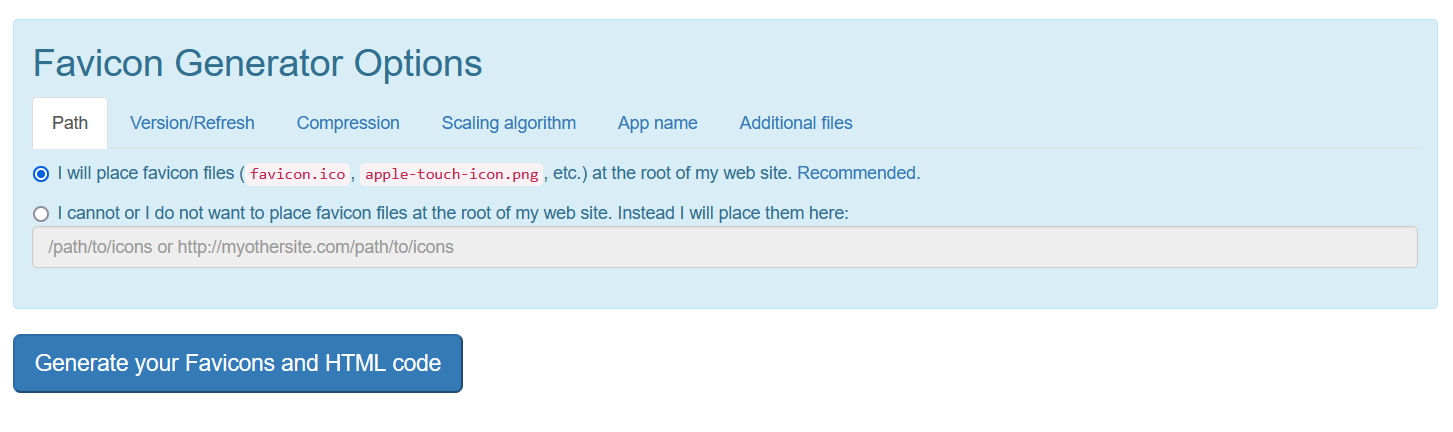 Favicon Generator Options
Path Version/Refresh Compression Scaling algorithm App name Additional files
I will place favicon files (favicon.ico, apple-touch-icon.png, etc.) at the root of my web site. Recommended.
I cannot or I do not want to place favicon files at the root of my web site. Instead I will place them here:
/path/to/icons or http://myothersite.com/path/to/icons
Generate your Favicons and HTML code